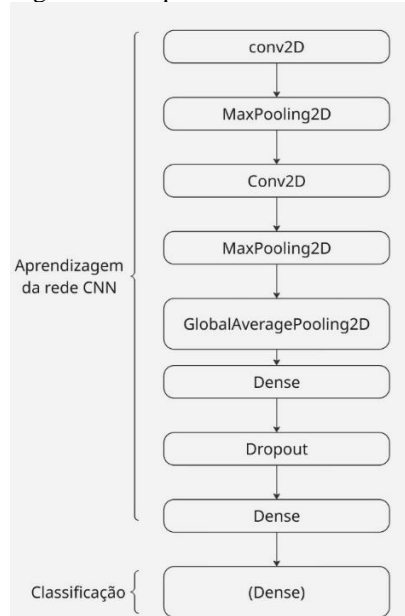 conv2D
MaxPooling2D
Conv2D
MaxPooling2D
Aprendizagem
da rede CNN
GlobalAveragePooling2D
Dense
Dropout
Dense
Classificação
(Dense)